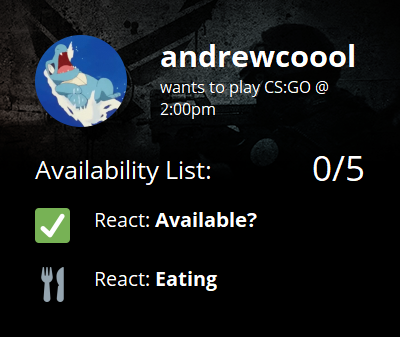 andrewcoool
wants to play CS:GO @
2:00pm
Availability List: 0/5
React: Available?
React: Eating